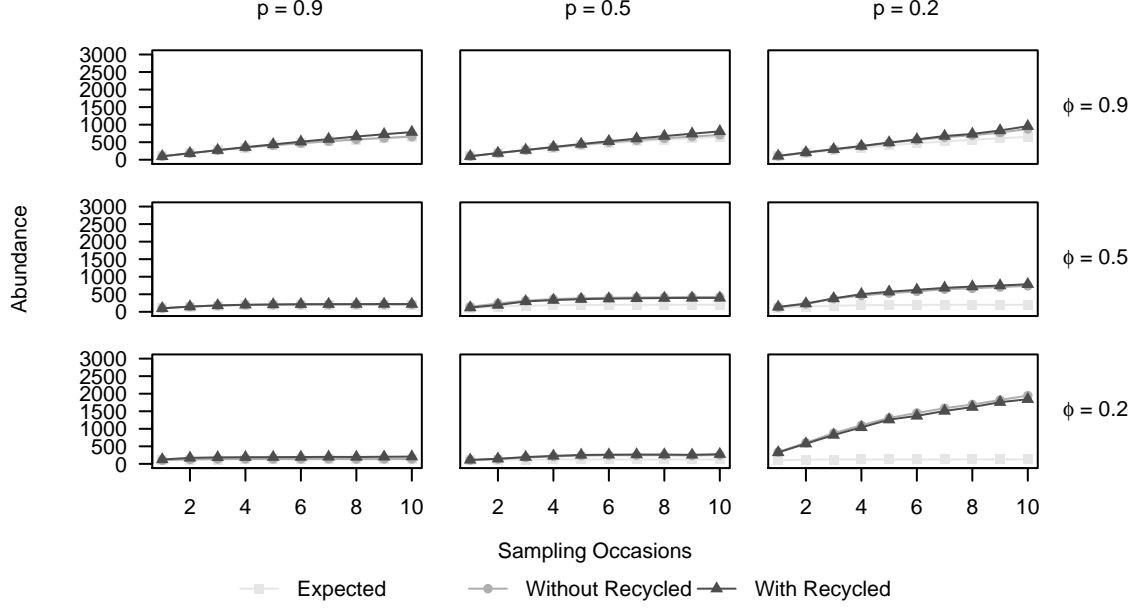 p = 0.9 p = 0.5 p = 0.2
3000
2500
2000
1500
1000
500
0
ϕ = 0.9
3000
2500
2000
1500
1000
500
0
ϕ = 0.5
3000
2500
2000
1500
1000
500
0
ϕ = 0.2
Abundance
2 4 6 8 10 2 4 6 8 10 2 4 6 8 10
Sampling Occasions
Expected Without Recycled With Recycled